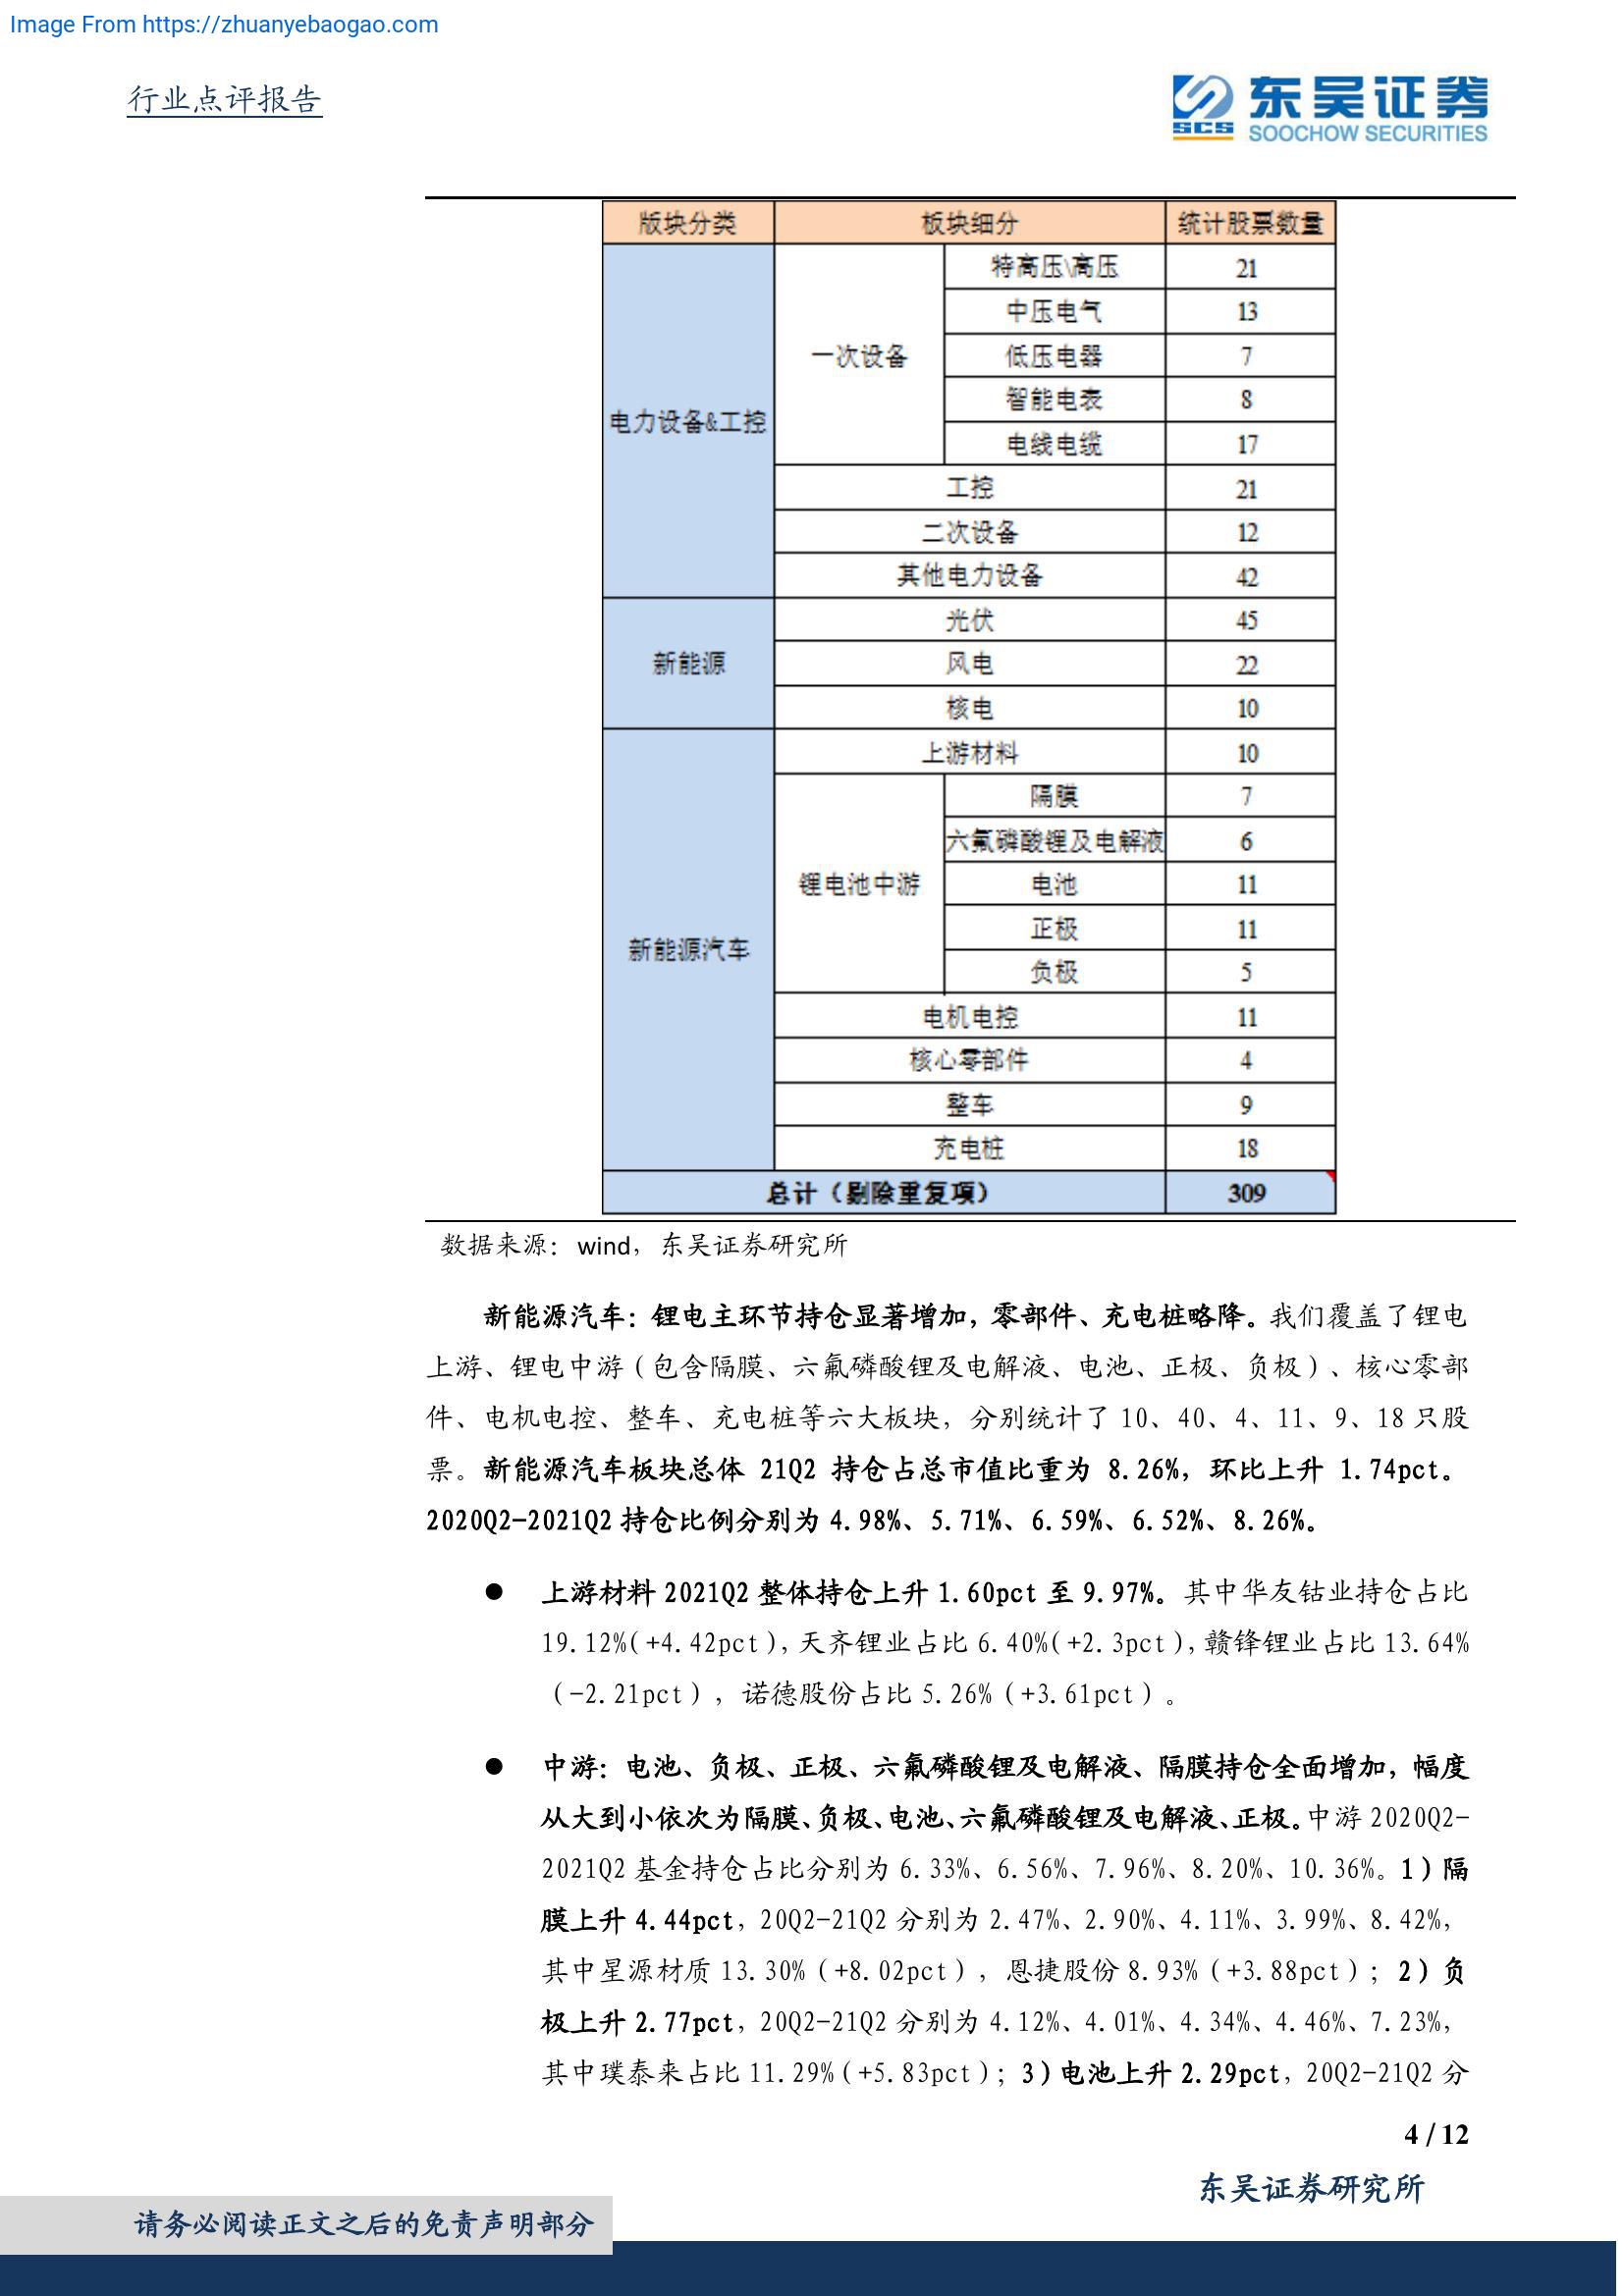 Image From https://zhuanyebaogao.com
行业点评报告
东吴证券
SCS
SOOCHOW SECURITIES
版块分类 板块细分 统计股票数量
电力设备&工控 一次设备 特高压\高压 21
中压电气 13
低压电器 7
智能电表 8
电线电缆 17
工控 21
二次设备 12
其他电力设备 42
新能源 光伏 45
风电 22
核电 10
新能源汽车 上游材料 10
锂电池中游 隔膜 7
六氟磷酸锂及电解液 6
电池 11
正极 11
负极 5
电机电控 11
核心零部件 4
整车 9
充电桩 18
总计（剔除重复项） 309
数据来源：wind，东吴证券研究所
新能源汽车：锂电主环节持仓显著增加，零部件、充电桩略降。我们覆盖了锂电
上游、锂电中游（包含隔膜、六氟磷酸锂及电解液、电池、正极、负极）、核心零部
件、电机电控、整车、充电桩等六大板块，分别统计了 10、40、4、11、9、18 只股
票。新能源汽车板块总体 21Q2 持仓占总市值比重为 8.26%，环比上升 1.74pct。
2020Q2-2021Q2 持仓比例分别为 4.98%、5.71%、6.59%、6.52%、8.26%。
● 上游材料 2021Q2 整体持仓上升 1.60pct 至 9.97%。其中华友钴业持仓占比
19.12%（+4.42pct），天齐锂业占比 6.40%（+2.3pct），赣锋锂业占比 13.64%
（-2.21pct），诺德股份占比 5.26%（+3.61pct）。
● 中游：电池、负极、正极、六氟磷酸锂及电解液、隔膜持仓全面增加，幅度
从大到小依次为隔膜、负极、电池、六氟磷酸锂及电解液、正极。中游 2020Q2-
2021Q2 基金持仓占比分别为 6.33%、6.56%、7.96%、8.20%、10.36%。1）隔
膜上升 4.44pct，20Q2-21Q2 分别为 2.47%、2.90%、4.11%、3.99%、8.42%，
其中星源材质 13.30%（+8.02pct），恩捷股份 8.93%（+3.88pct）；2）负
极上升 2.77pct，20Q2-21Q2 分别为 4.12%、4.01%、4.34%、4.46%、7.23%，
其中璞泰来占比 11.29%（+5.83pct）；3）电池上升 2.29pct，20Q2-21Q2 分
4 / 12
东吴证券研究所
请务必阅读正文之后的免责声明部分